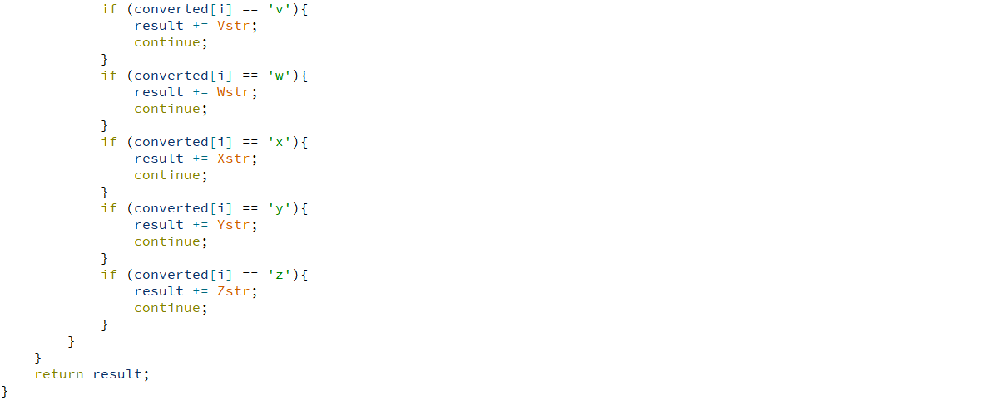 if (converted[i] == 'v'){
                result += Vstr;
                continue;
            }
            if (converted[i] == 'w'){
                result += Wstr;
                continue;
            }
            if (converted[i] == 'x'){
                result += Xstr;
                continue;
            }
            if (converted[i] == 'y'){
                result += Ystr;
                continue;
            }
            if (converted[i] == 'z'){
                result += Zstr;
                continue;
            }
        }
    }
    return result;
}